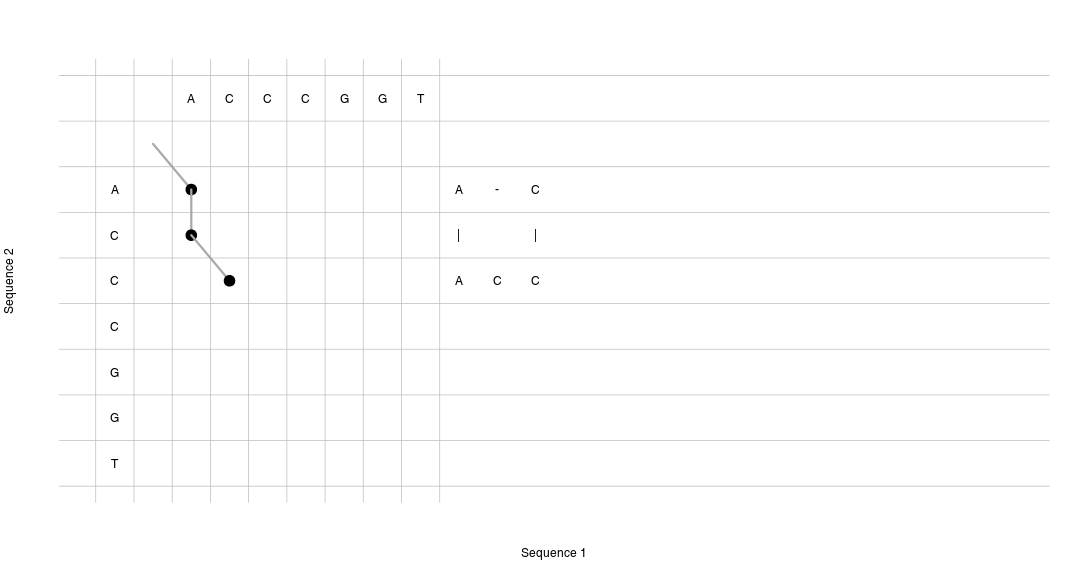 A C C C G G T
A A - C
C | |
C A C C
C
G
G
T
Sequence 2
Sequence 1